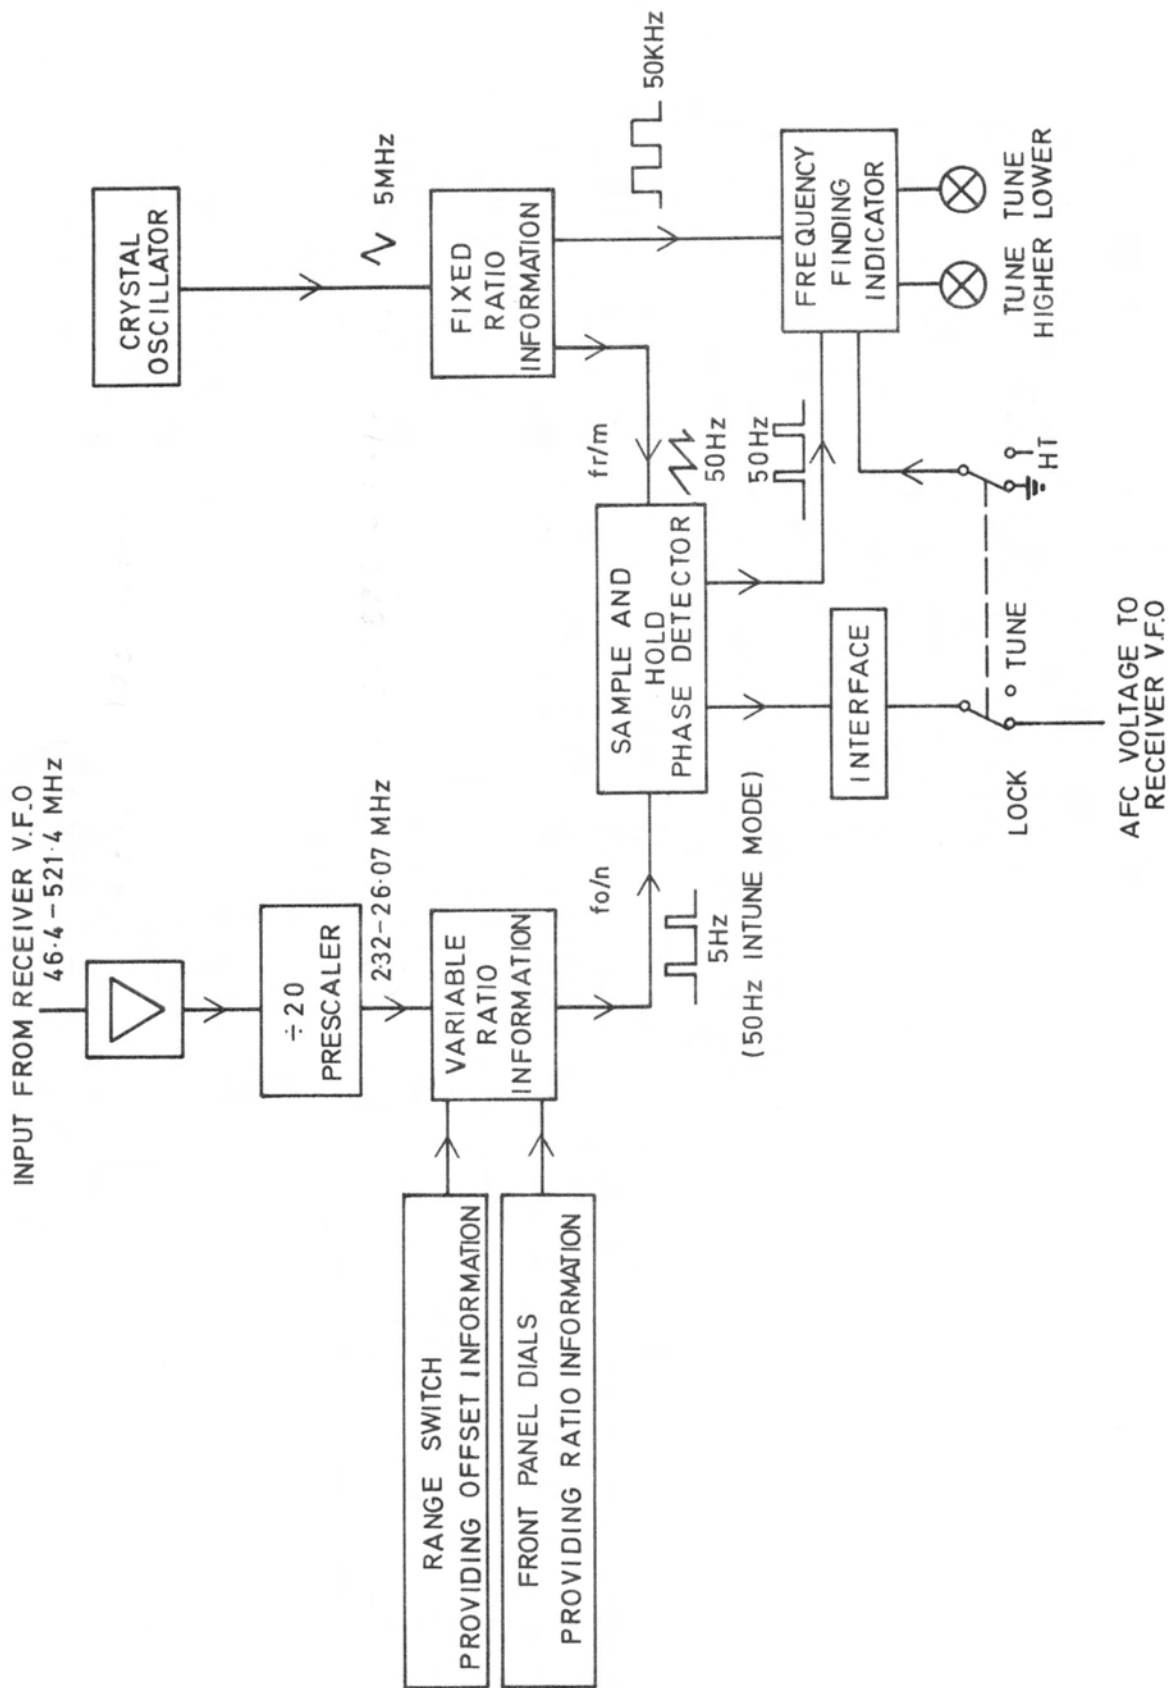 INPUT FROM RECEIVER V.F.O
46·4-521·4 MHz
÷20
PRESCALER
2·32-26·07 MHz
RANGE SWITCH
PROVIDING OFFSET INFORMATION
FRONT PANEL DIALS
PROVIDING RATIO INFORMATION
VARIABLE
RATIO
INFORMATION
fo/n
5Hz
(50Hz INTUNE MODE)
CRYSTAL
OSCILLATOR
5MHz
FIXED
RATIO
INFORMATION
fr/m
50Hz
50KHz
SAMPLE AND
HOLD
PHASE DETECTOR
50Hz
INTERFACE
LOCK
TUNE
AFC VOLTAGE TO
RECEIVER V.F.O
HT
FREQUENCY
FINDING
INDICATOR
TUNE TUNE
HIGHER LOWER